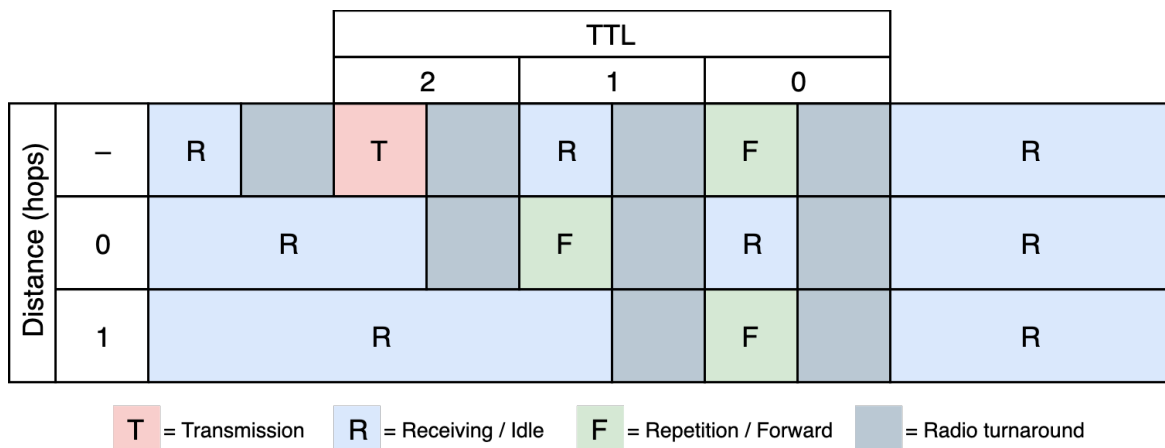 TTL
2 1 0
Distance (hops)
– R T R F R
0 R F R R
1 R F R
T = Transmission R = Receiving / Idle F = Repetition / Forward = Radio turnaround